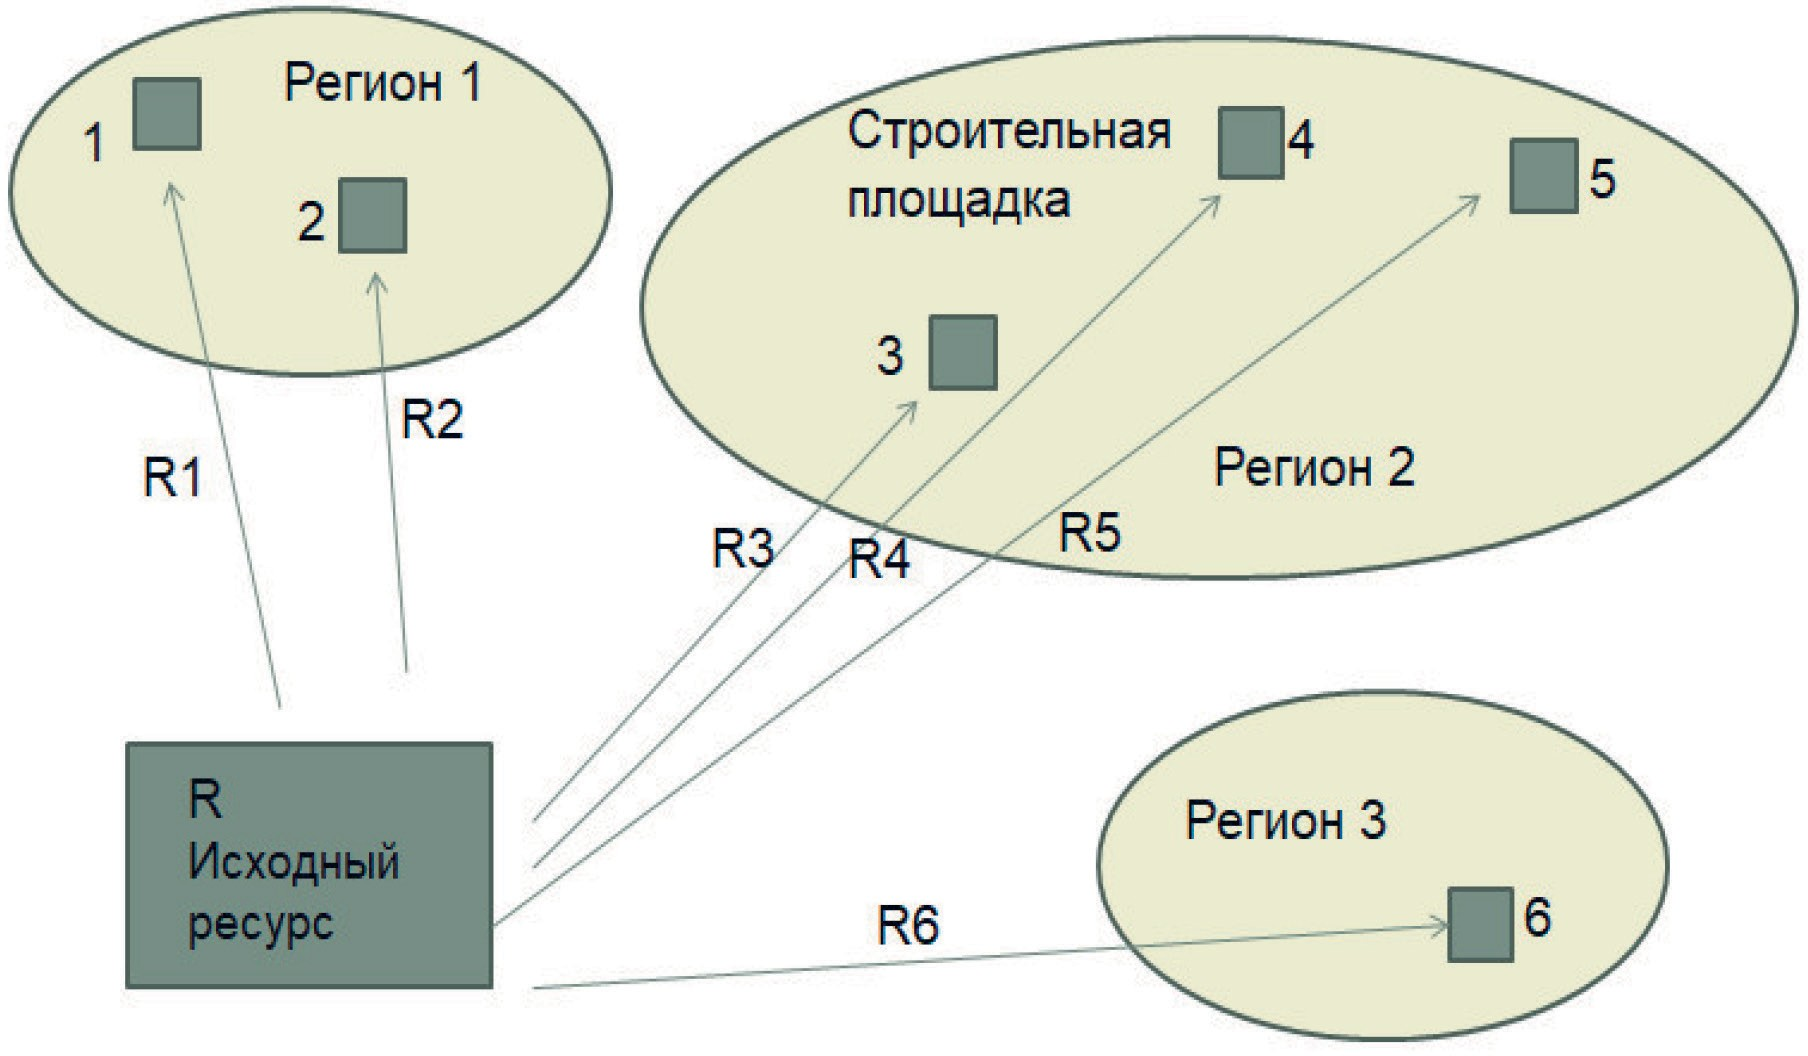 Регион 1
1
2
Строительная
площадка
4
5
3
Регион 2
R1
R2
R3
R4
R5
R
Исходный
ресурс
Регион 3
R6
6